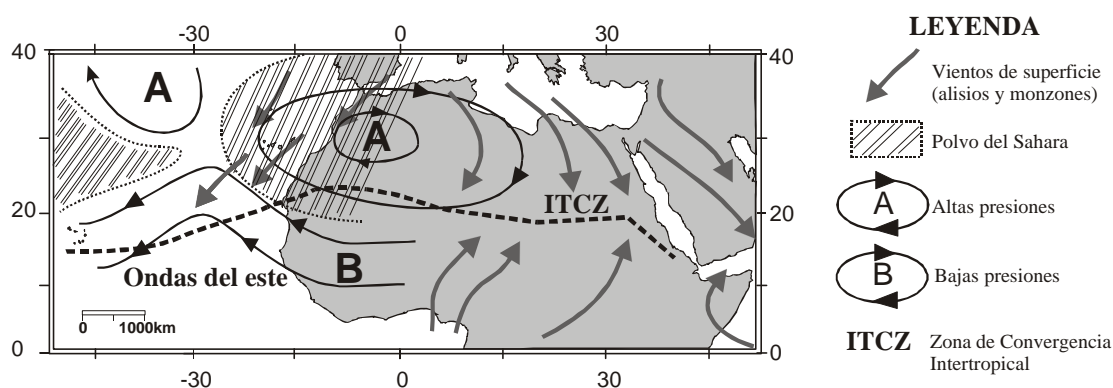 -30 0 30
40 40
A
A
20 20
ITCZ
B
Ondas del este
0 1000km
0 0
-30 0 30
LEYENDA
Vientos de superficie
(alisios y monzones)
Polvo del Sahara
A Altas presiones
B Bajas presiones
ITCZ Zona de Convergencia
Intertropical